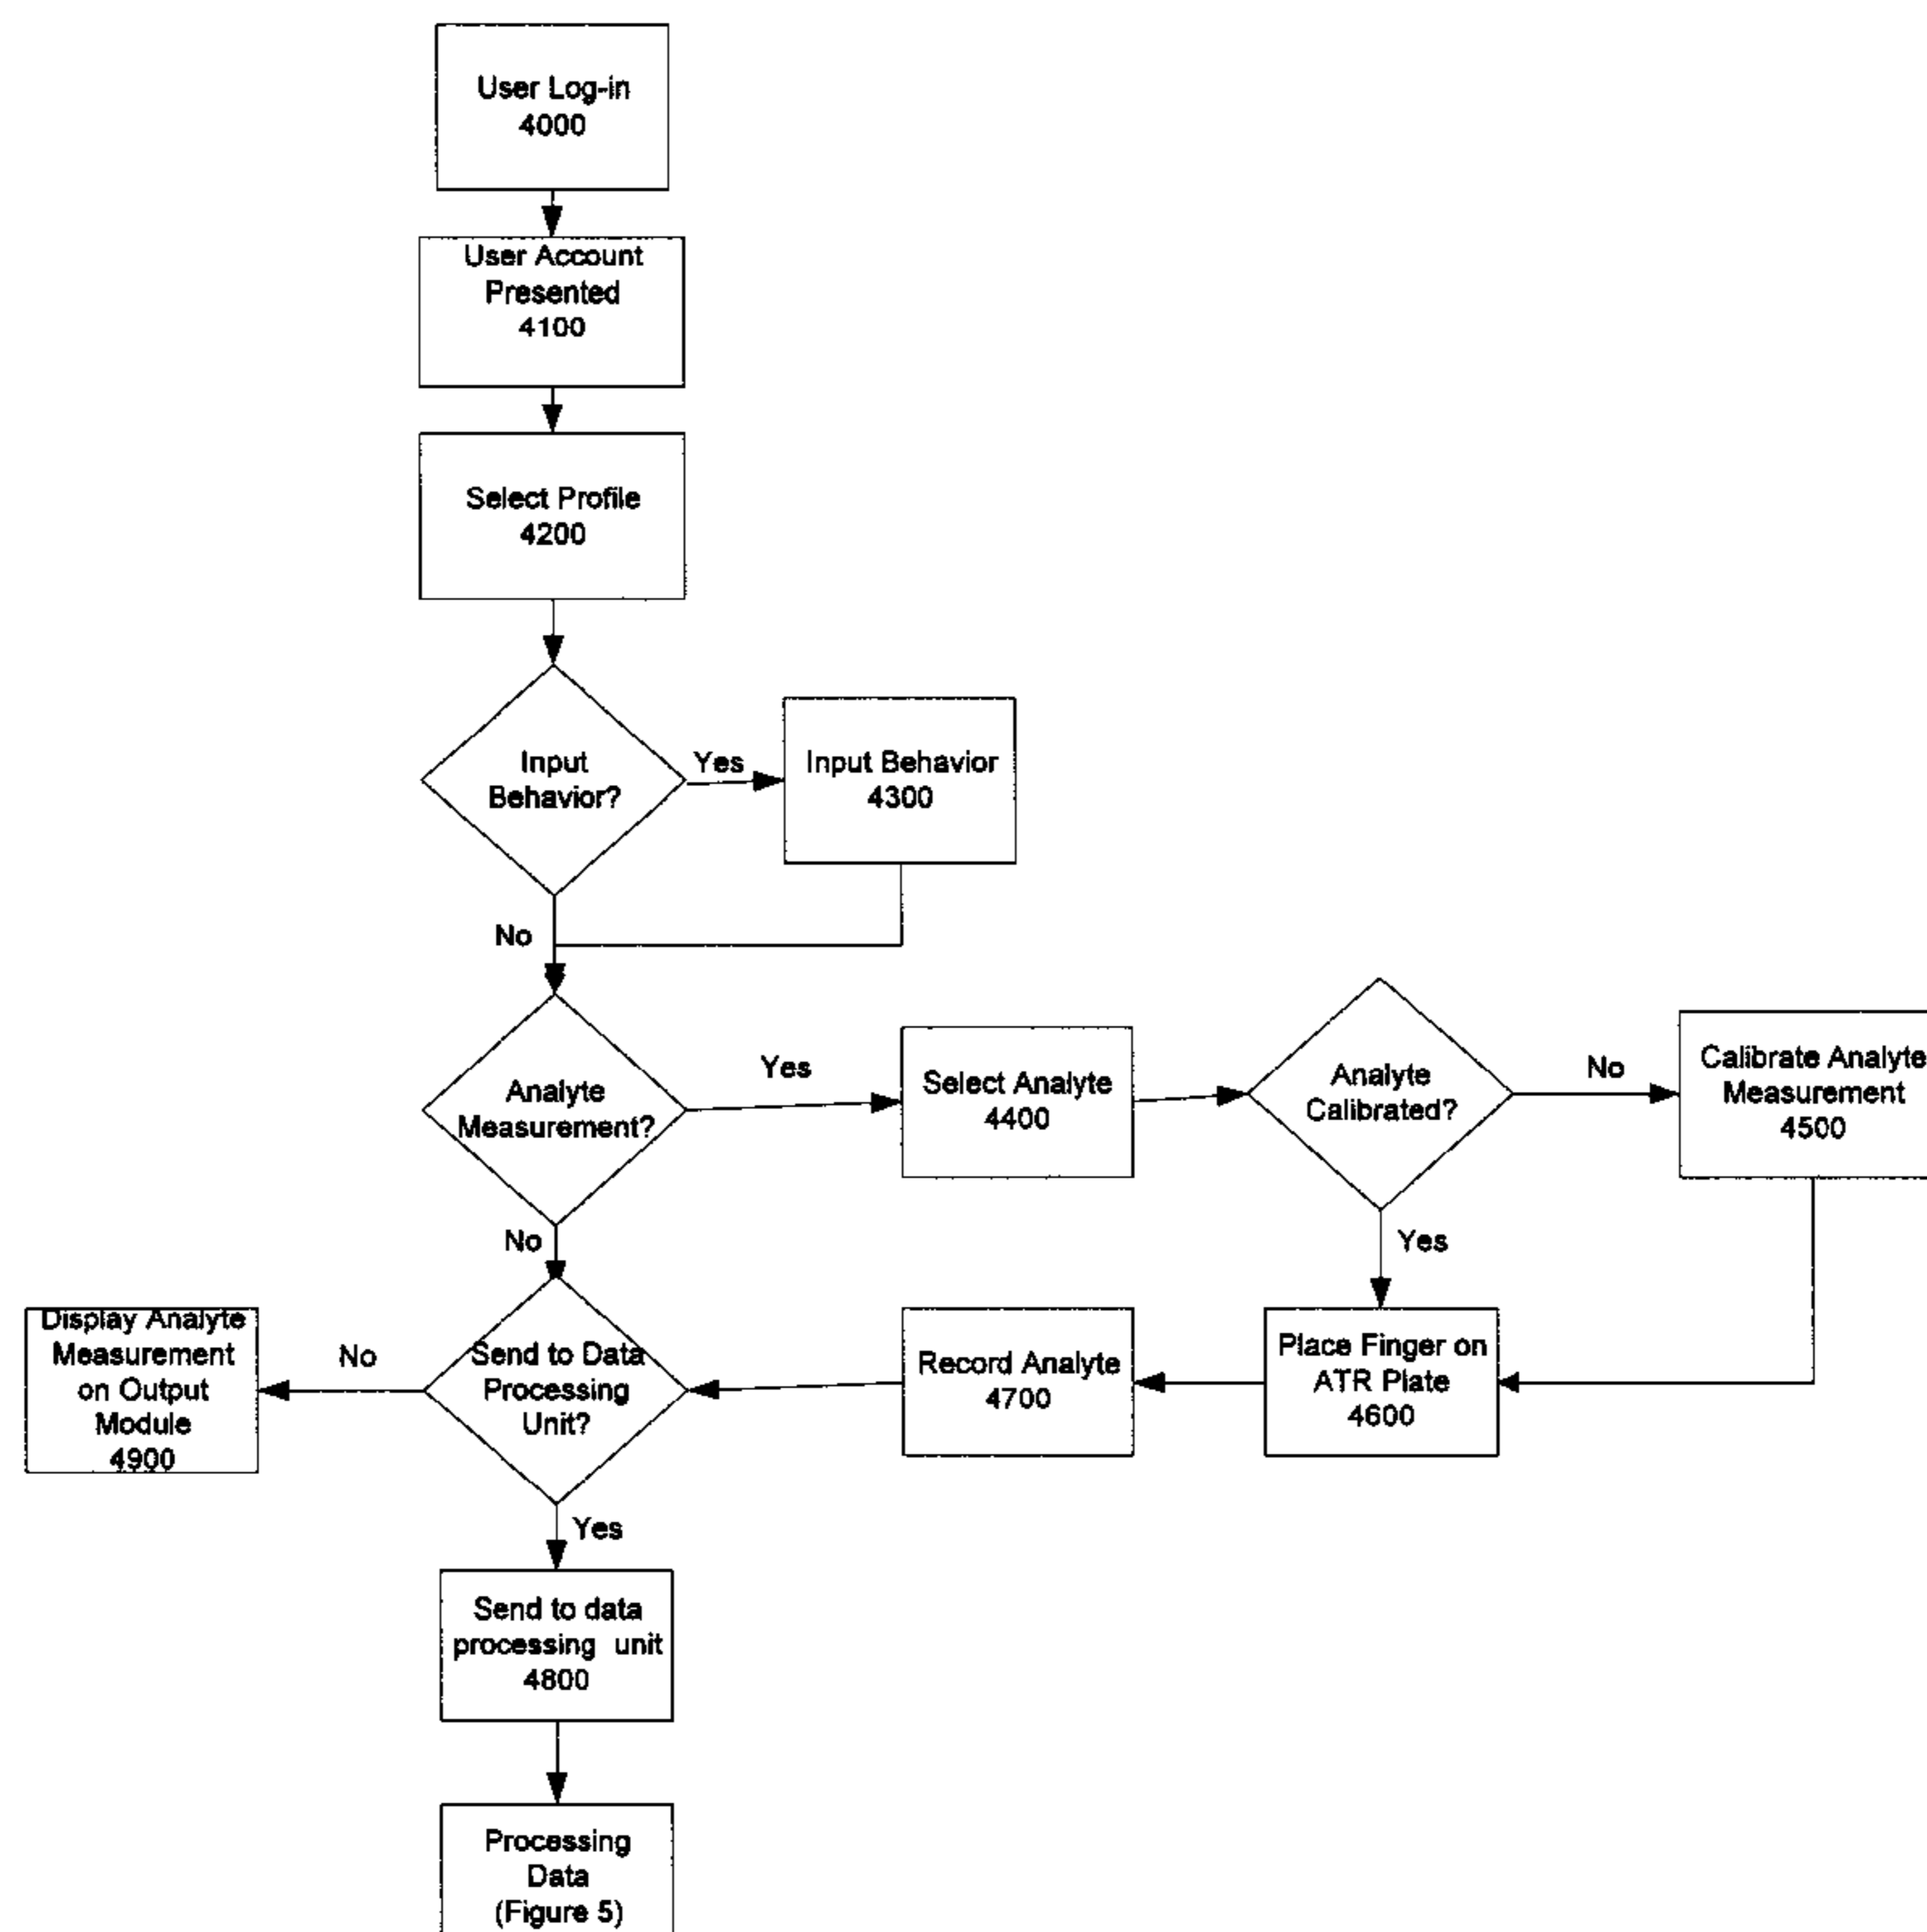 User Log-in
4000
User Account
Presented
4100
Select Profile
4200
Input
Behavior?
Yes
Input Behavior
4300
No
Analyte
Measurement?
Yes
Select Analyte
4400
Analyte
Calibrated?
No
Calibrate Analyte
Measurement
4500
No
Yes
Display Analyte
Measurement
on Output
Module
4900
No
Send to Data
Processing
Unit?
Record Analyte
4700
Place Finger on
ATR Plate
4600
Yes
Send to data
processing unit
4800
Processing
Data
(Figure 5)